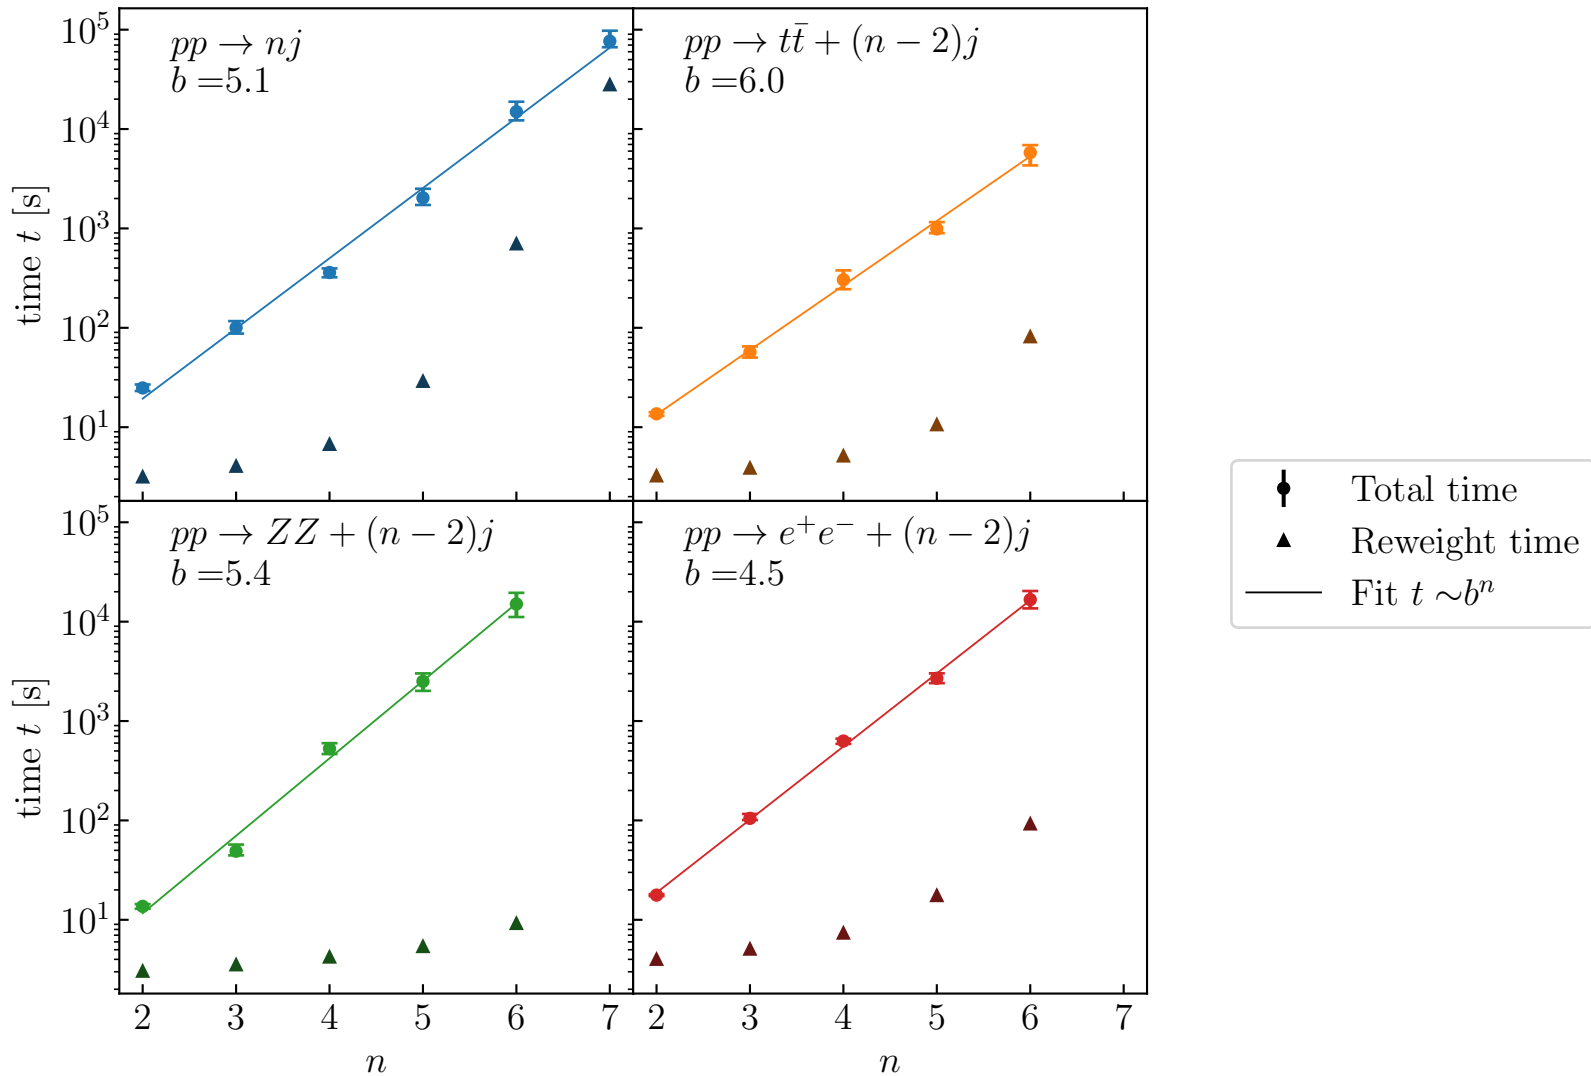 pp → nj
b =5.1
pp → tt̄ + (n − 2)j
b =6.0
10⁵
10⁴
10³
10²
10¹
time t [s]
pp → ZZ + (n − 2)j
b =5.4
pp → e⁺e⁻ + (n − 2)j
b =4.5
10⁵
10⁴
10³
10²
10¹
time t [s]
2 3 4 5 6 7
2 3 4 5 6 7
n
n
Total time
Reweight time
Fit t ∼bⁿ